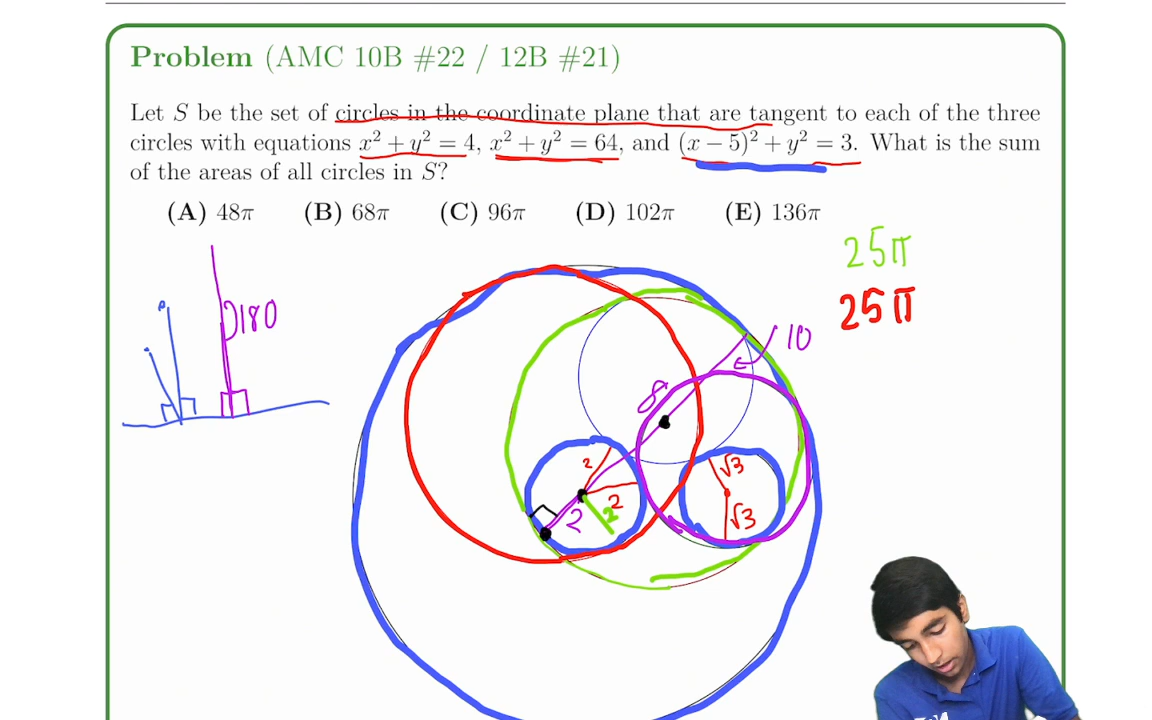 Problem (AMC 10B #22 / 12B #21)
Let S be the set of circles in the coordinate plane that are tangent to each of the three
circles with equations x² + y² = 4, x² + y² = 64, and (x − 5)² + y² = 3. What is the sum
of the areas of all circles in S?
(A) 48π (B) 68π (C) 96π (D) 102π (E) 136π
25π
25π
180
10
8
2
√3
2
2
2
√3